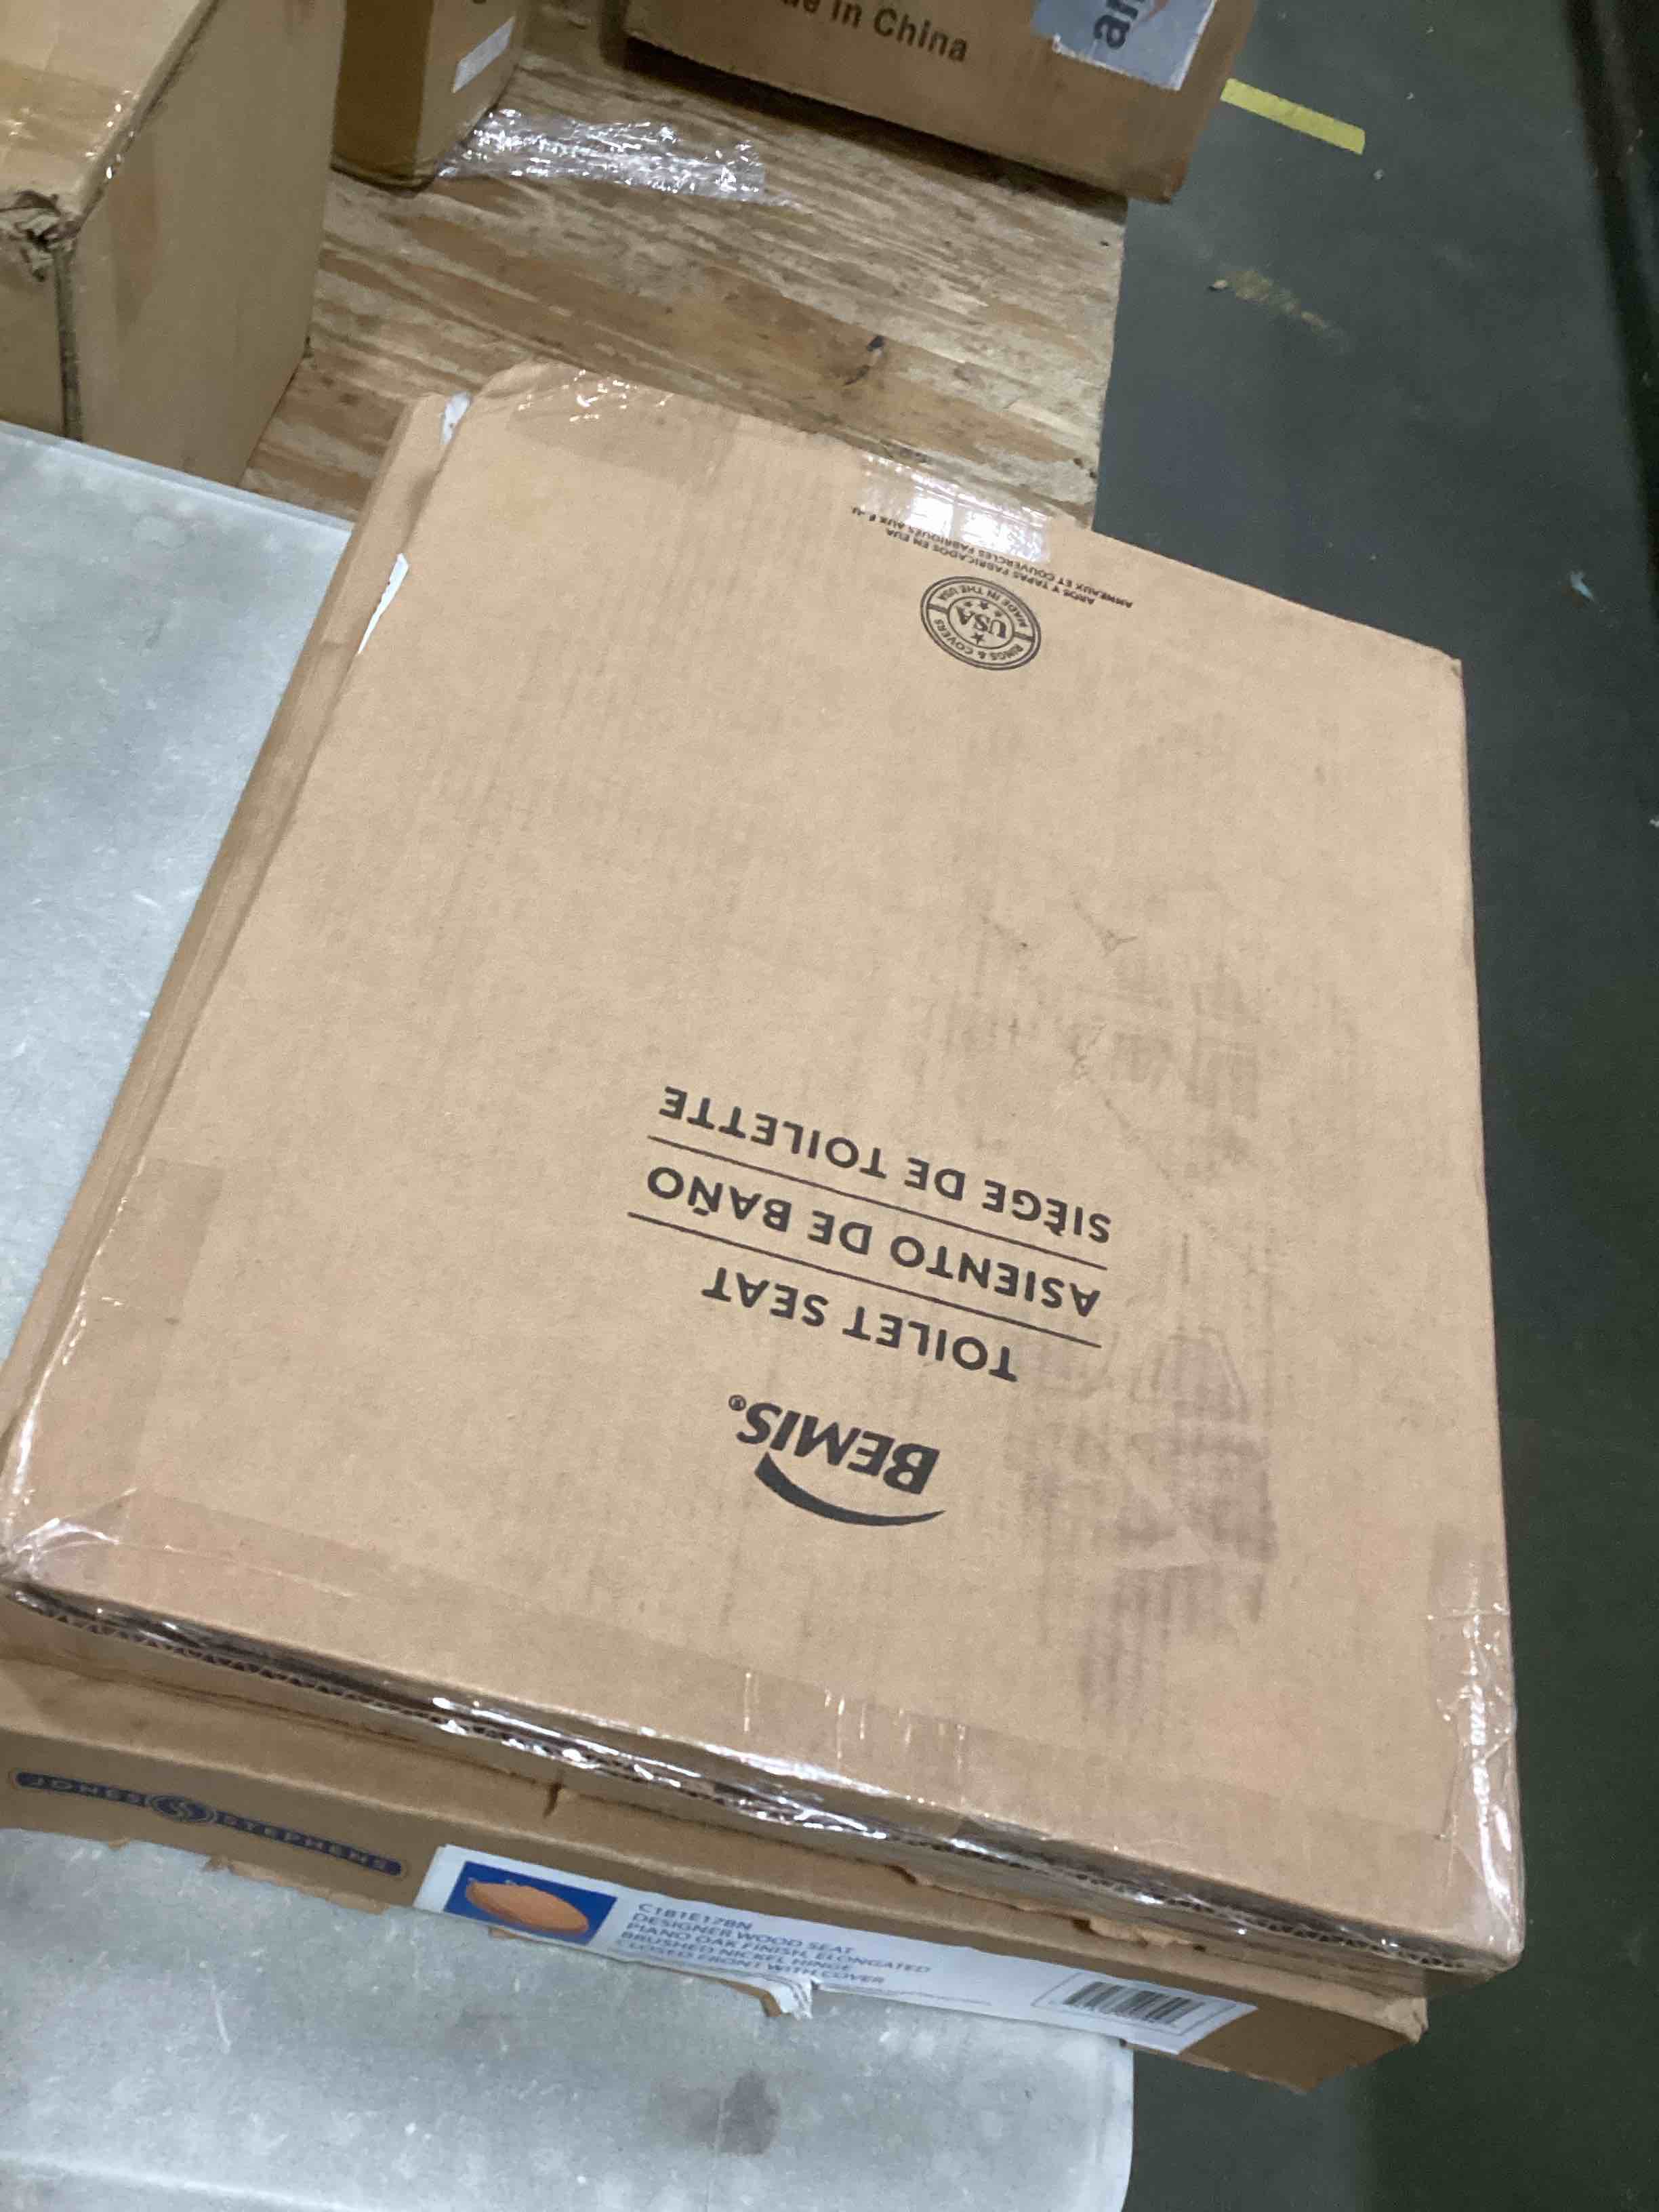 in China
BEMIS®
TOILET SEAT
ASIENTO DE BAÑO
SIÈGE DE TOILETTE
RINGS & COVERS
USA
MADE IN THE USA
AROS Y TAPAS FABRICADOS EN EUA
ANNEAUX ET COUVERCLES FABRIQUÉS AUX É.-U.
JONES STEPHENS
C1B1E17BN
DESIGNER WOOD SEAT
PIANO OAK FINISH, ELONGATED
BRUSHED NICKEL HINGE
CLOSED FRONT WITH COVER